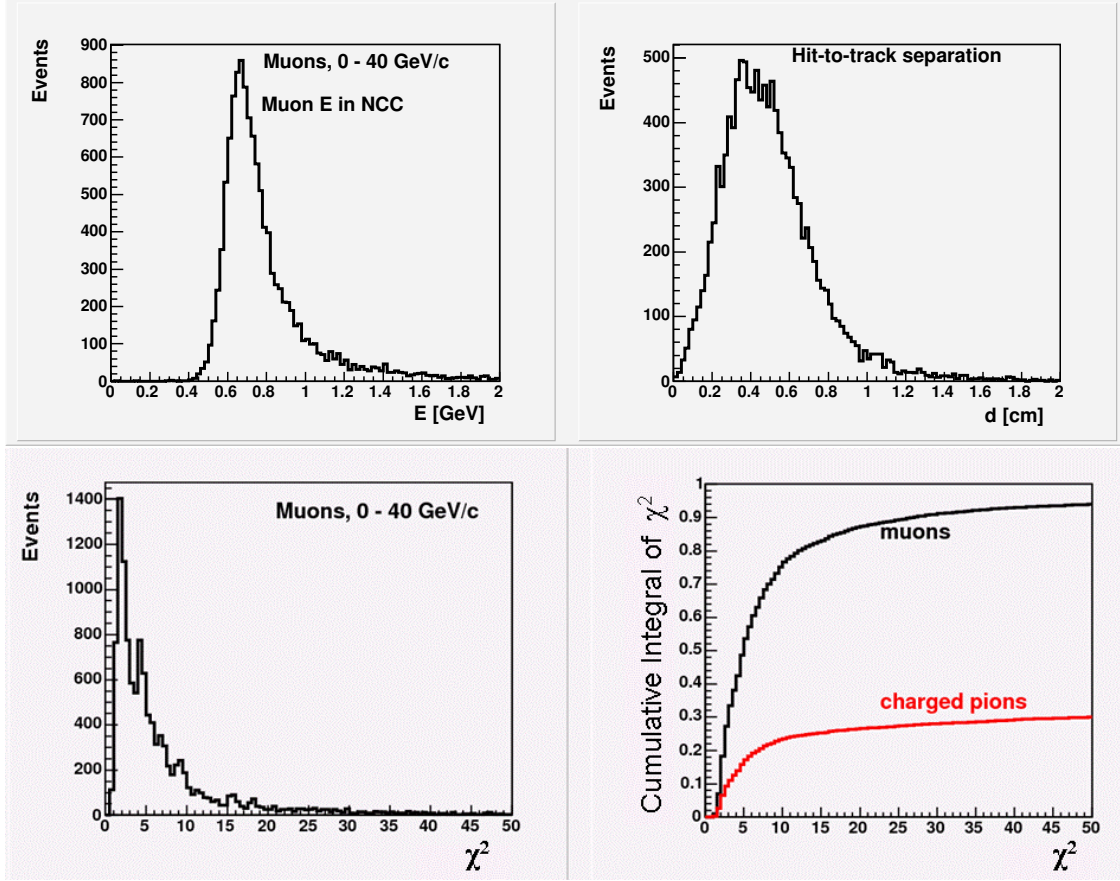 Events
900
800
700
600
500
400
300
200
100
0
Muons, 0 - 40 GeV/c
Muon E in NCC
0 0.2 0.4 0.6 0.8 1 1.2 1.4 1.6 1.8 2
E [GeV]
Events
500
400
300
200
100
0
Hit-to-track separation
0 0.2 0.4 0.6 0.8 1 1.2 1.4 1.6 1.8 2
d [cm]
Events
1400
1200
1000
800
600
400
200
0
Muons, 0 - 40 GeV/c
0 5 10 15 20 25 30 35 40 45 50
χ²
Cumulative Integral of χ²
1
0.9
0.8
0.7
0.6
0.5
0.4
0.3
0.2
0.1
0
muons
charged pions
0 5 10 15 20 25 30 35 40 45 50
χ²